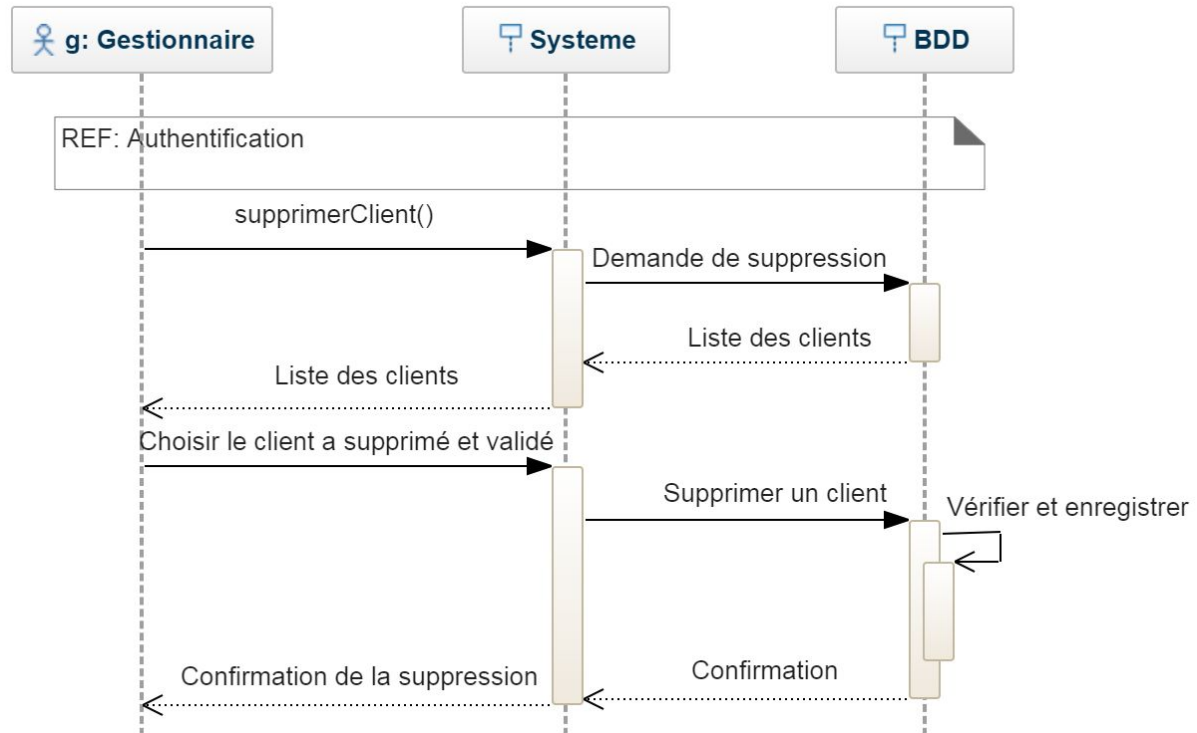 g: Gestionnaire
Systeme
BDD
REF: Authentification
supprimerClient()
Demande de suppression
Liste des clients
Liste des clients
Choisir le client a supprimé et validé
Supprimer un client
Vérifier et enregistrer
Confirmation
Confirmation de la suppression